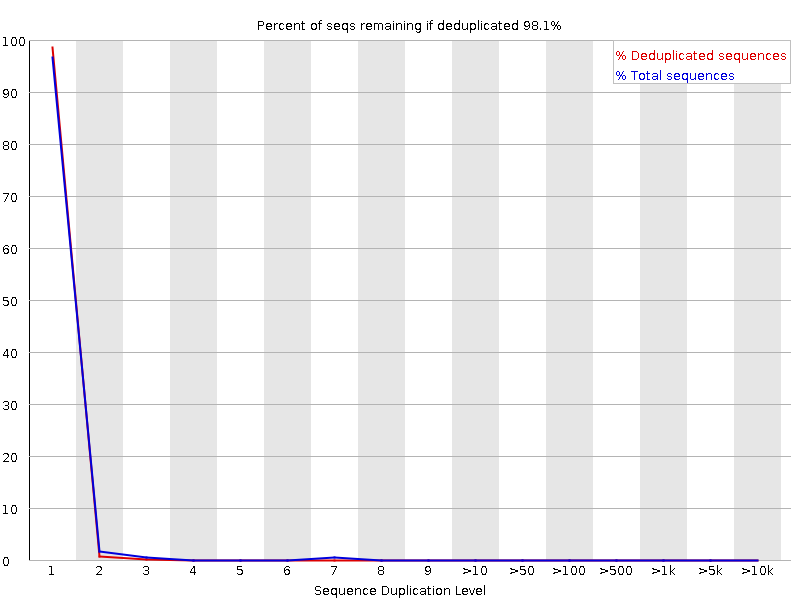 Percent of seqs remaining if deduplicated 98.1%
% Deduplicated sequences
% Total sequences
100
90
80
70
60
50
40
30
20
10
0
1 2 3 4 5 6 7 8 9 >10 >50 >100 >500 >1k >5k >10k
Sequence Duplication Level